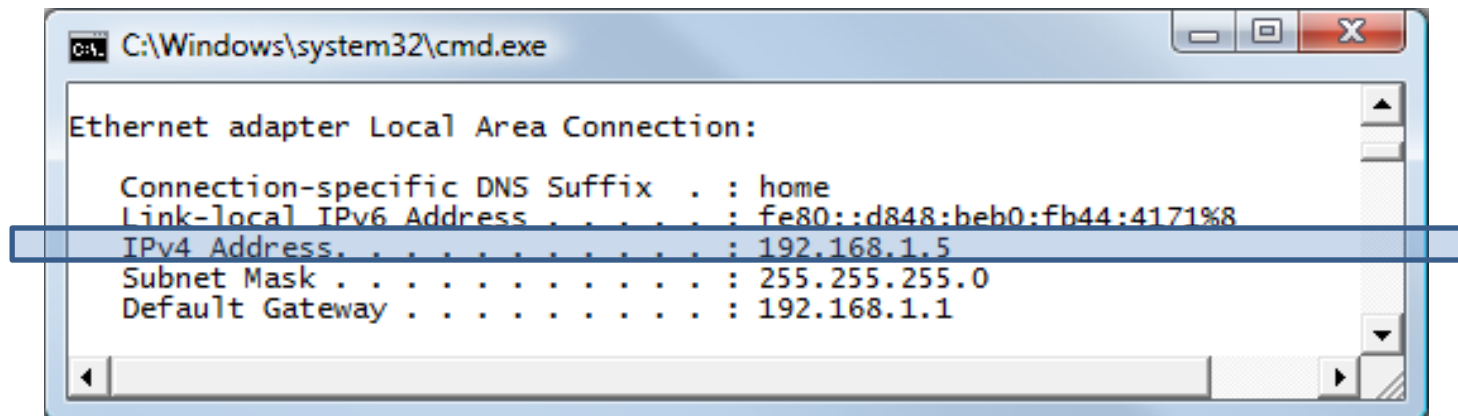 C:\Windows\system32\cmd.exe
Ethernet adapter Local Area Connection:
Connection-specific DNS Suffix . : home
Link-local IPv6 Address . . . . . : fe80::d848:beb0:fb44:4171%8
IPv4 Address. . . . . . . . . . . : 192.168.1.5
Subnet Mask . . . . . . . . . . . : 255.255.255.0
Default Gateway . . . . . . . . . : 192.168.1.1